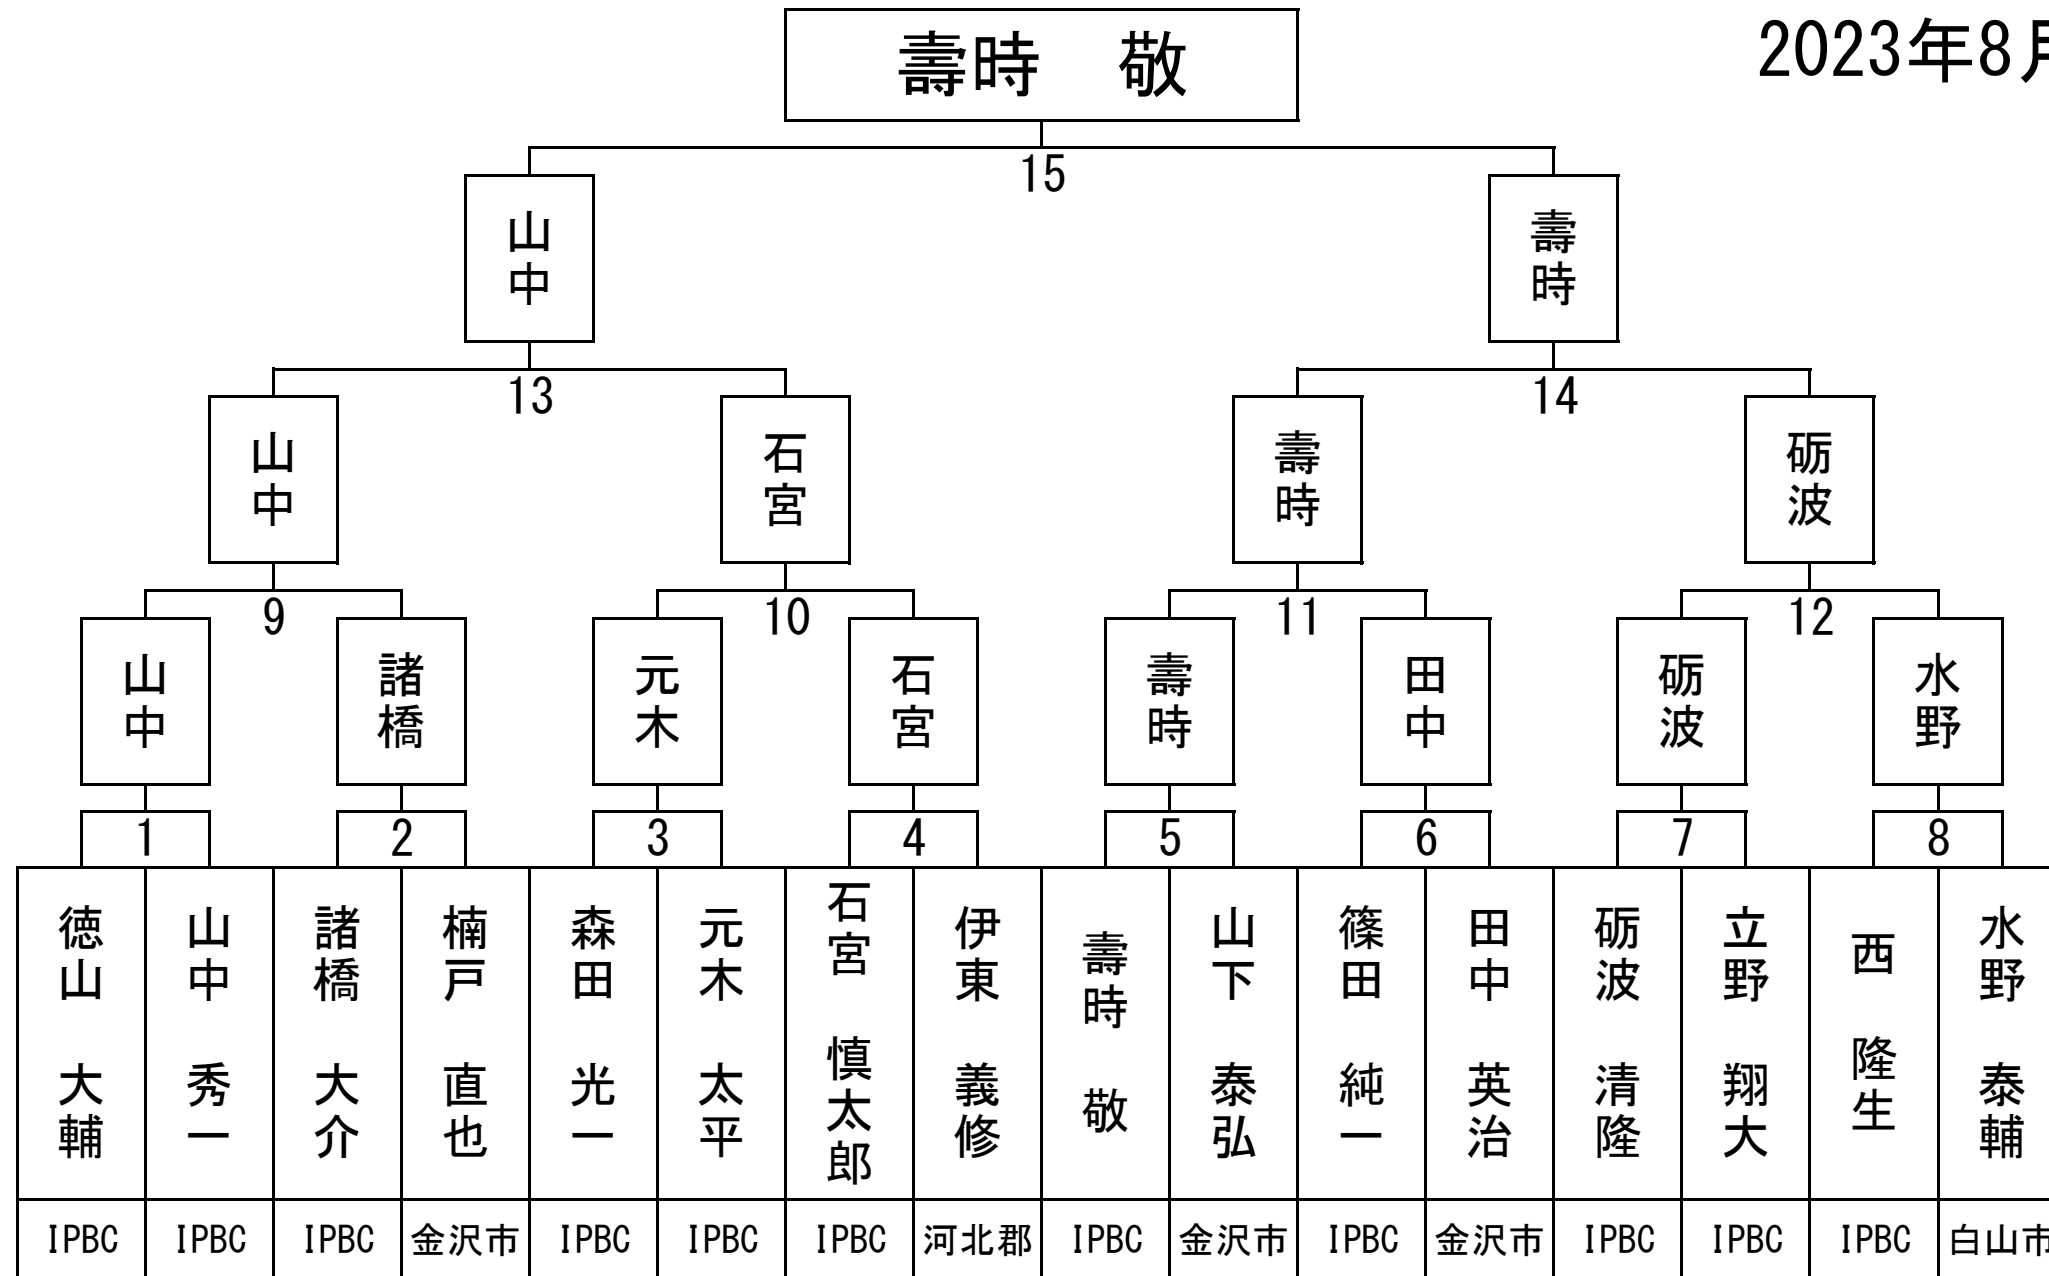 壽時　敬
2023年8月
15
山中
壽時
13
14
山中
石宮
壽時
砺波
9
10
11
12
山中
諸橋
元木
石宮
壽時
田中
砺波
水野
1
2
3
4
5
6
7
8
徳山　大輔
山中　秀一
諸橋　大介
楠戸　直也
森田　光一
元木　太平
石宮　慎太郎
伊東　義修
壽時　敬
山下　泰弘
篠田　純一
田中　英治
砺波　清隆
立野　翔大
西　隆生
水野　泰輔
IPBC
IPBC
IPBC
金沢市
IPBC
IPBC
IPBC
河北郡
IPBC
金沢市
IPBC
金沢市
IPBC
IPBC
IPBC
白山市